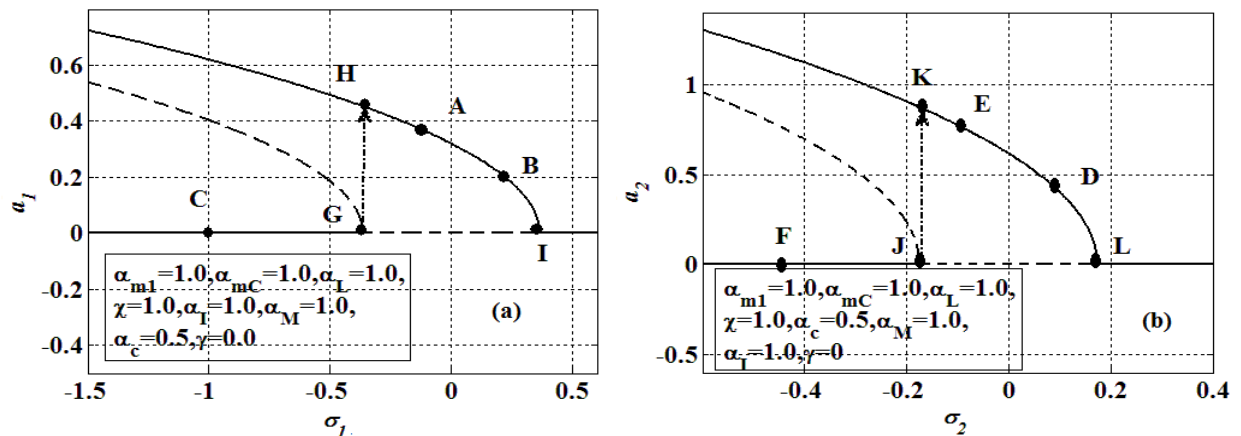 0.6
0.4
0.2
0
-0.2
-0.4
a1
H
A
B
C
G
I
αm1=1.0,αmC=1.0,αL=1.0,
χ=1.0,αI=1.0,αM=1.0,
αc=0.5,γ=0.0
(a)
-1.5 -1 -0.5 0 0.5
σ1
1
0.5
0
-0.5
a2
K
E
D
F
J
L
αm1=1.0,αmC=1.0,αL=1.0,
χ=1.0,αc=0.5,αM=1.0,
αI=1.0,γ=0
(b)
-0.4 -0.2 0 0.2 0.4
σ2